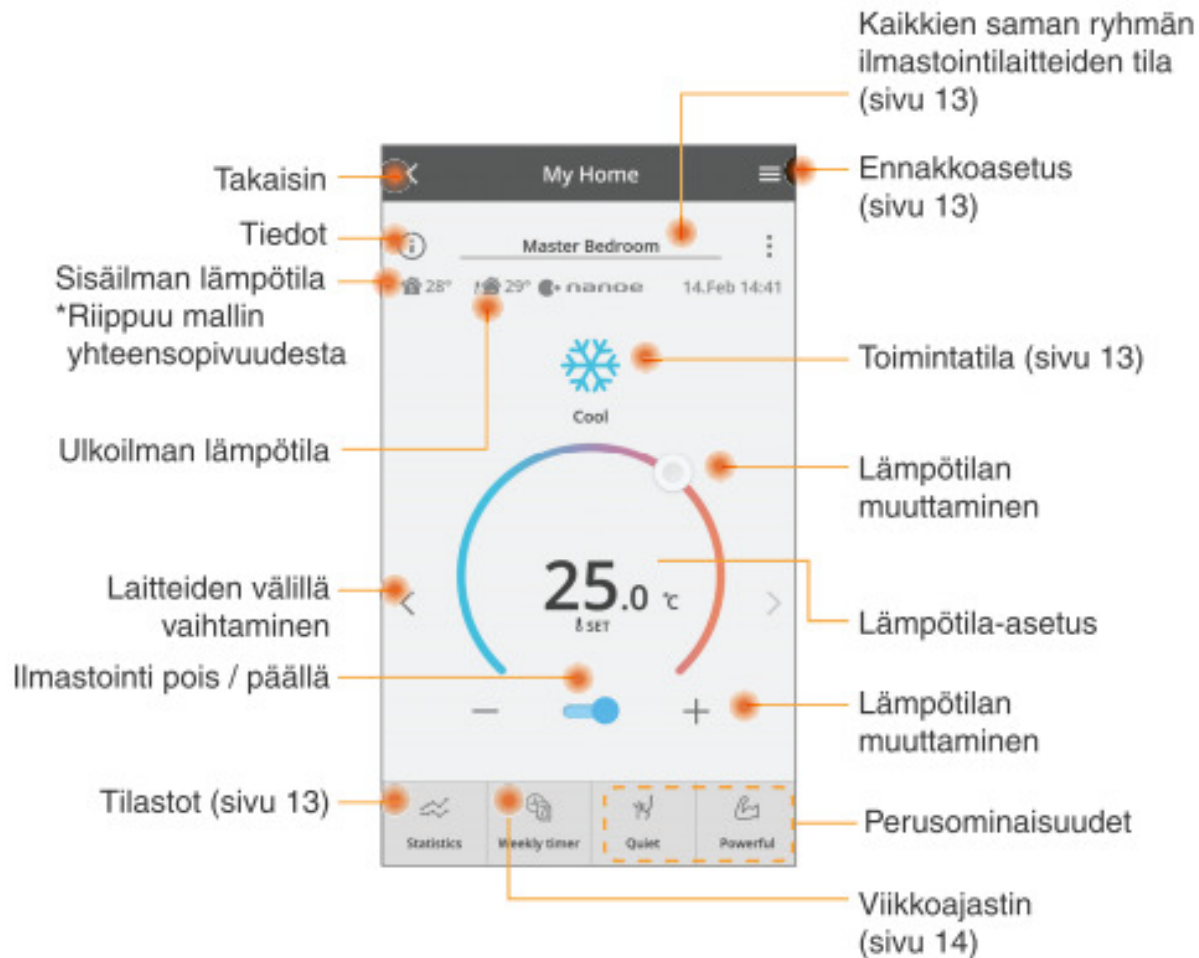 Kaikkien saman ryhmän
ilmastointilaitteiden tila
(sivu 13)
Takaisin
My Home
Ennakkoasetus
(sivu 13)
Tiedot
Master Bedroom
Sisäilman lämpötila
*Riippuu mallin
yhteensopivuudesta
28°
29°
nanoe
14.Feb 14:41
Toimintatila (sivu 13)
Cool
Ulkoilman lämpötila
Lämpötilan
muuttaminen
25.0 °C
SET
Laitteiden välillä
vaihtaminen
Lämpötila-asetus
Ilmastointi pois / päällä
Lämpötilan
muuttaminen
Tilastot (sivu 13)
Statistics
Weekly timer
Quiet
Powerful
Perusominaisuudet
Viikkoajastin
(sivu 14)